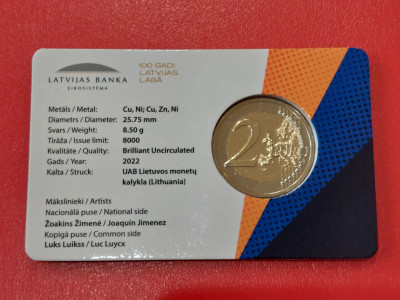 LATVIJAS BANKA
EIROSISTĒMA
100 GADI
LATVIJAS
LABĀ
Metāls / Metal: Cu, Ni; Cu, Zn, Ni
Diametrs / Diameter: 25.75 mm
Svars / Weight: 8.50 g
Tirāža / Issue limit: 8000
Kvalitāte / Quality: Brilliant Uncirculated
Gads / Year: 2022
Kalta / Struck: UAB Lietuvos monetų
kalykla (Lithuania)
Mākslinieki / Artists
Nacionālā puse / National side
Žoakins Žimenē / Joaquin Jimenez
Kopīgā puse / Common side
Luks Luikss / Luc Luycx
2
EURO